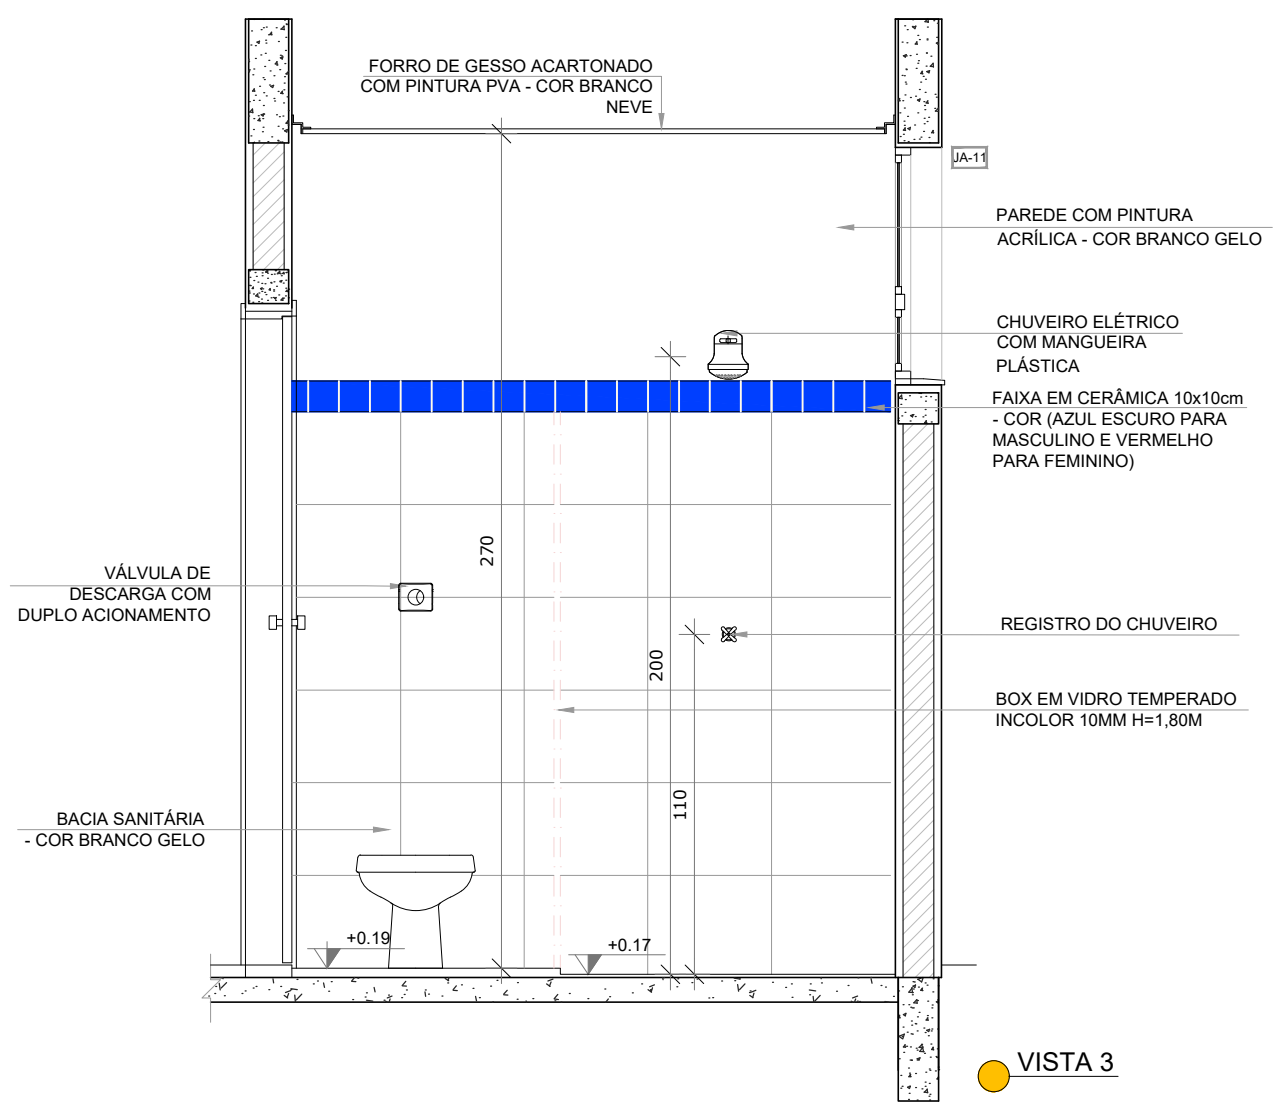 FORRO DE GESSO ACARTONADO
COM PINTURA PVA - COR BRANCO
NEVE
JA-11
PAREDE COM PINTURA
ACRÍLICA - COR BRANCO GELO
CHUVEIRO ELÉTRICO
COM MANGUEIRA
PLÁSTICA
FAIXA EM CERÂMICA 10x10cm
- COR (AZUL ESCURO PARA
MASCULINO E VERMELHO
PARA FEMININO)
270
VÁLVULA DE
DESCARGA COM
DUPLO ACIONAMENTO
200
REGISTRO DO CHUVEIRO
BOX EM VIDRO TEMPERADO
INCOLOR 10MM H=1,80M
110
BACIA SANITÁRIA
- COR BRANCO GELO
+0.19
+0.17
VISTA 3